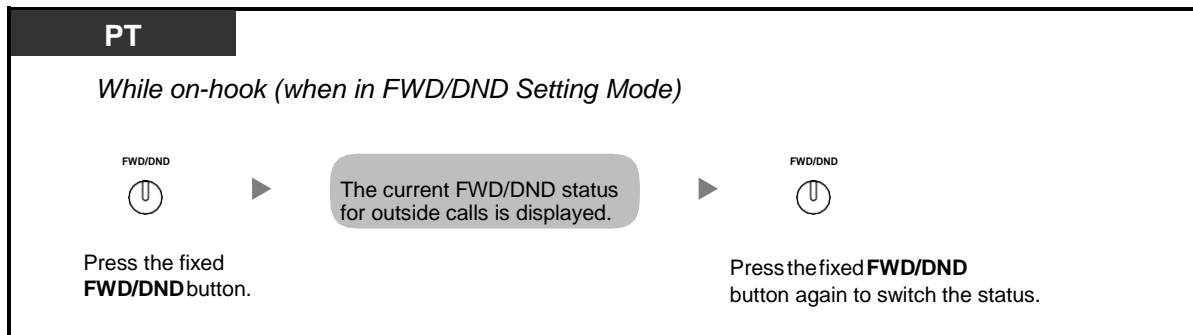 PT
While on-hook (when in FWD/DND Setting Mode)
FWD/DND
The current FWD/DND status
for outside calls is displayed.
FWD/DND
Press the fixed
FWD/DND button.
Press the fixed FWD/DND
button again to switch the status.